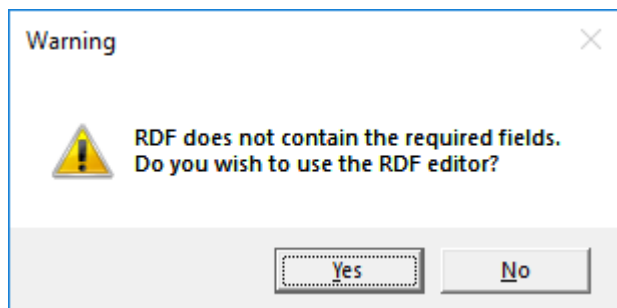 Warning
RDF does not contain the required fields.
Do you wish to use the RDF editor?
Yes
No